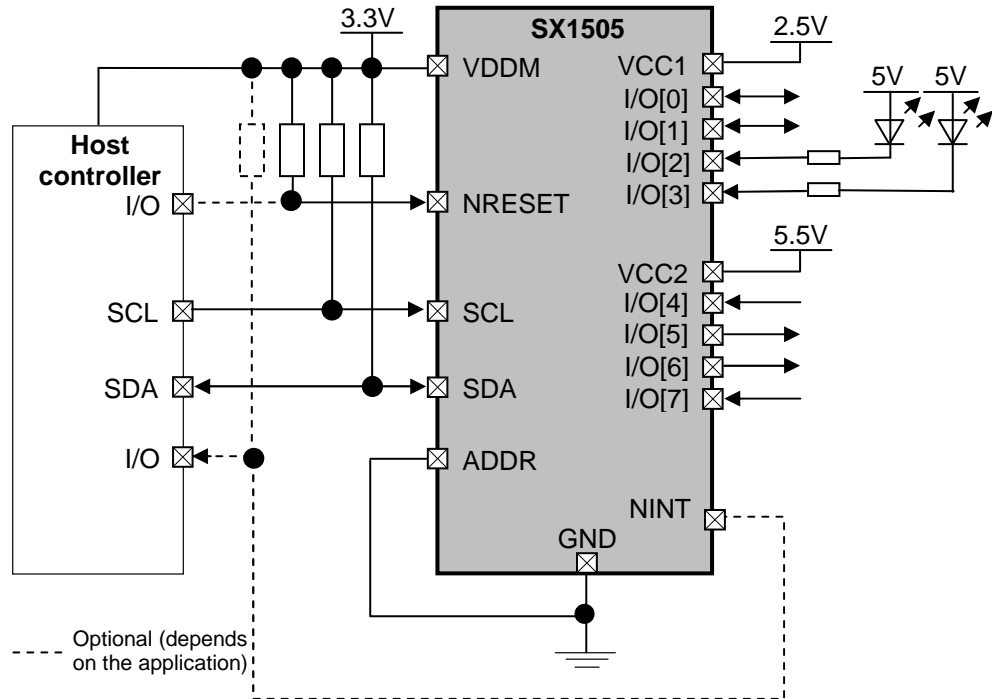 3.3V
SX1505
2.5V
VDDM
VCC1
5V
5V
I/O[0]
I/O[1]
I/O[2]
I/O[3]
Host
controller
I/O
NRESET
5.5V
VCC2
I/O[4]
SCL
SCL
I/O[5]
I/O[6]
SDA
SDA
I/O[7]
I/O
ADDR
NINT
GND
Optional (depends
on the application)